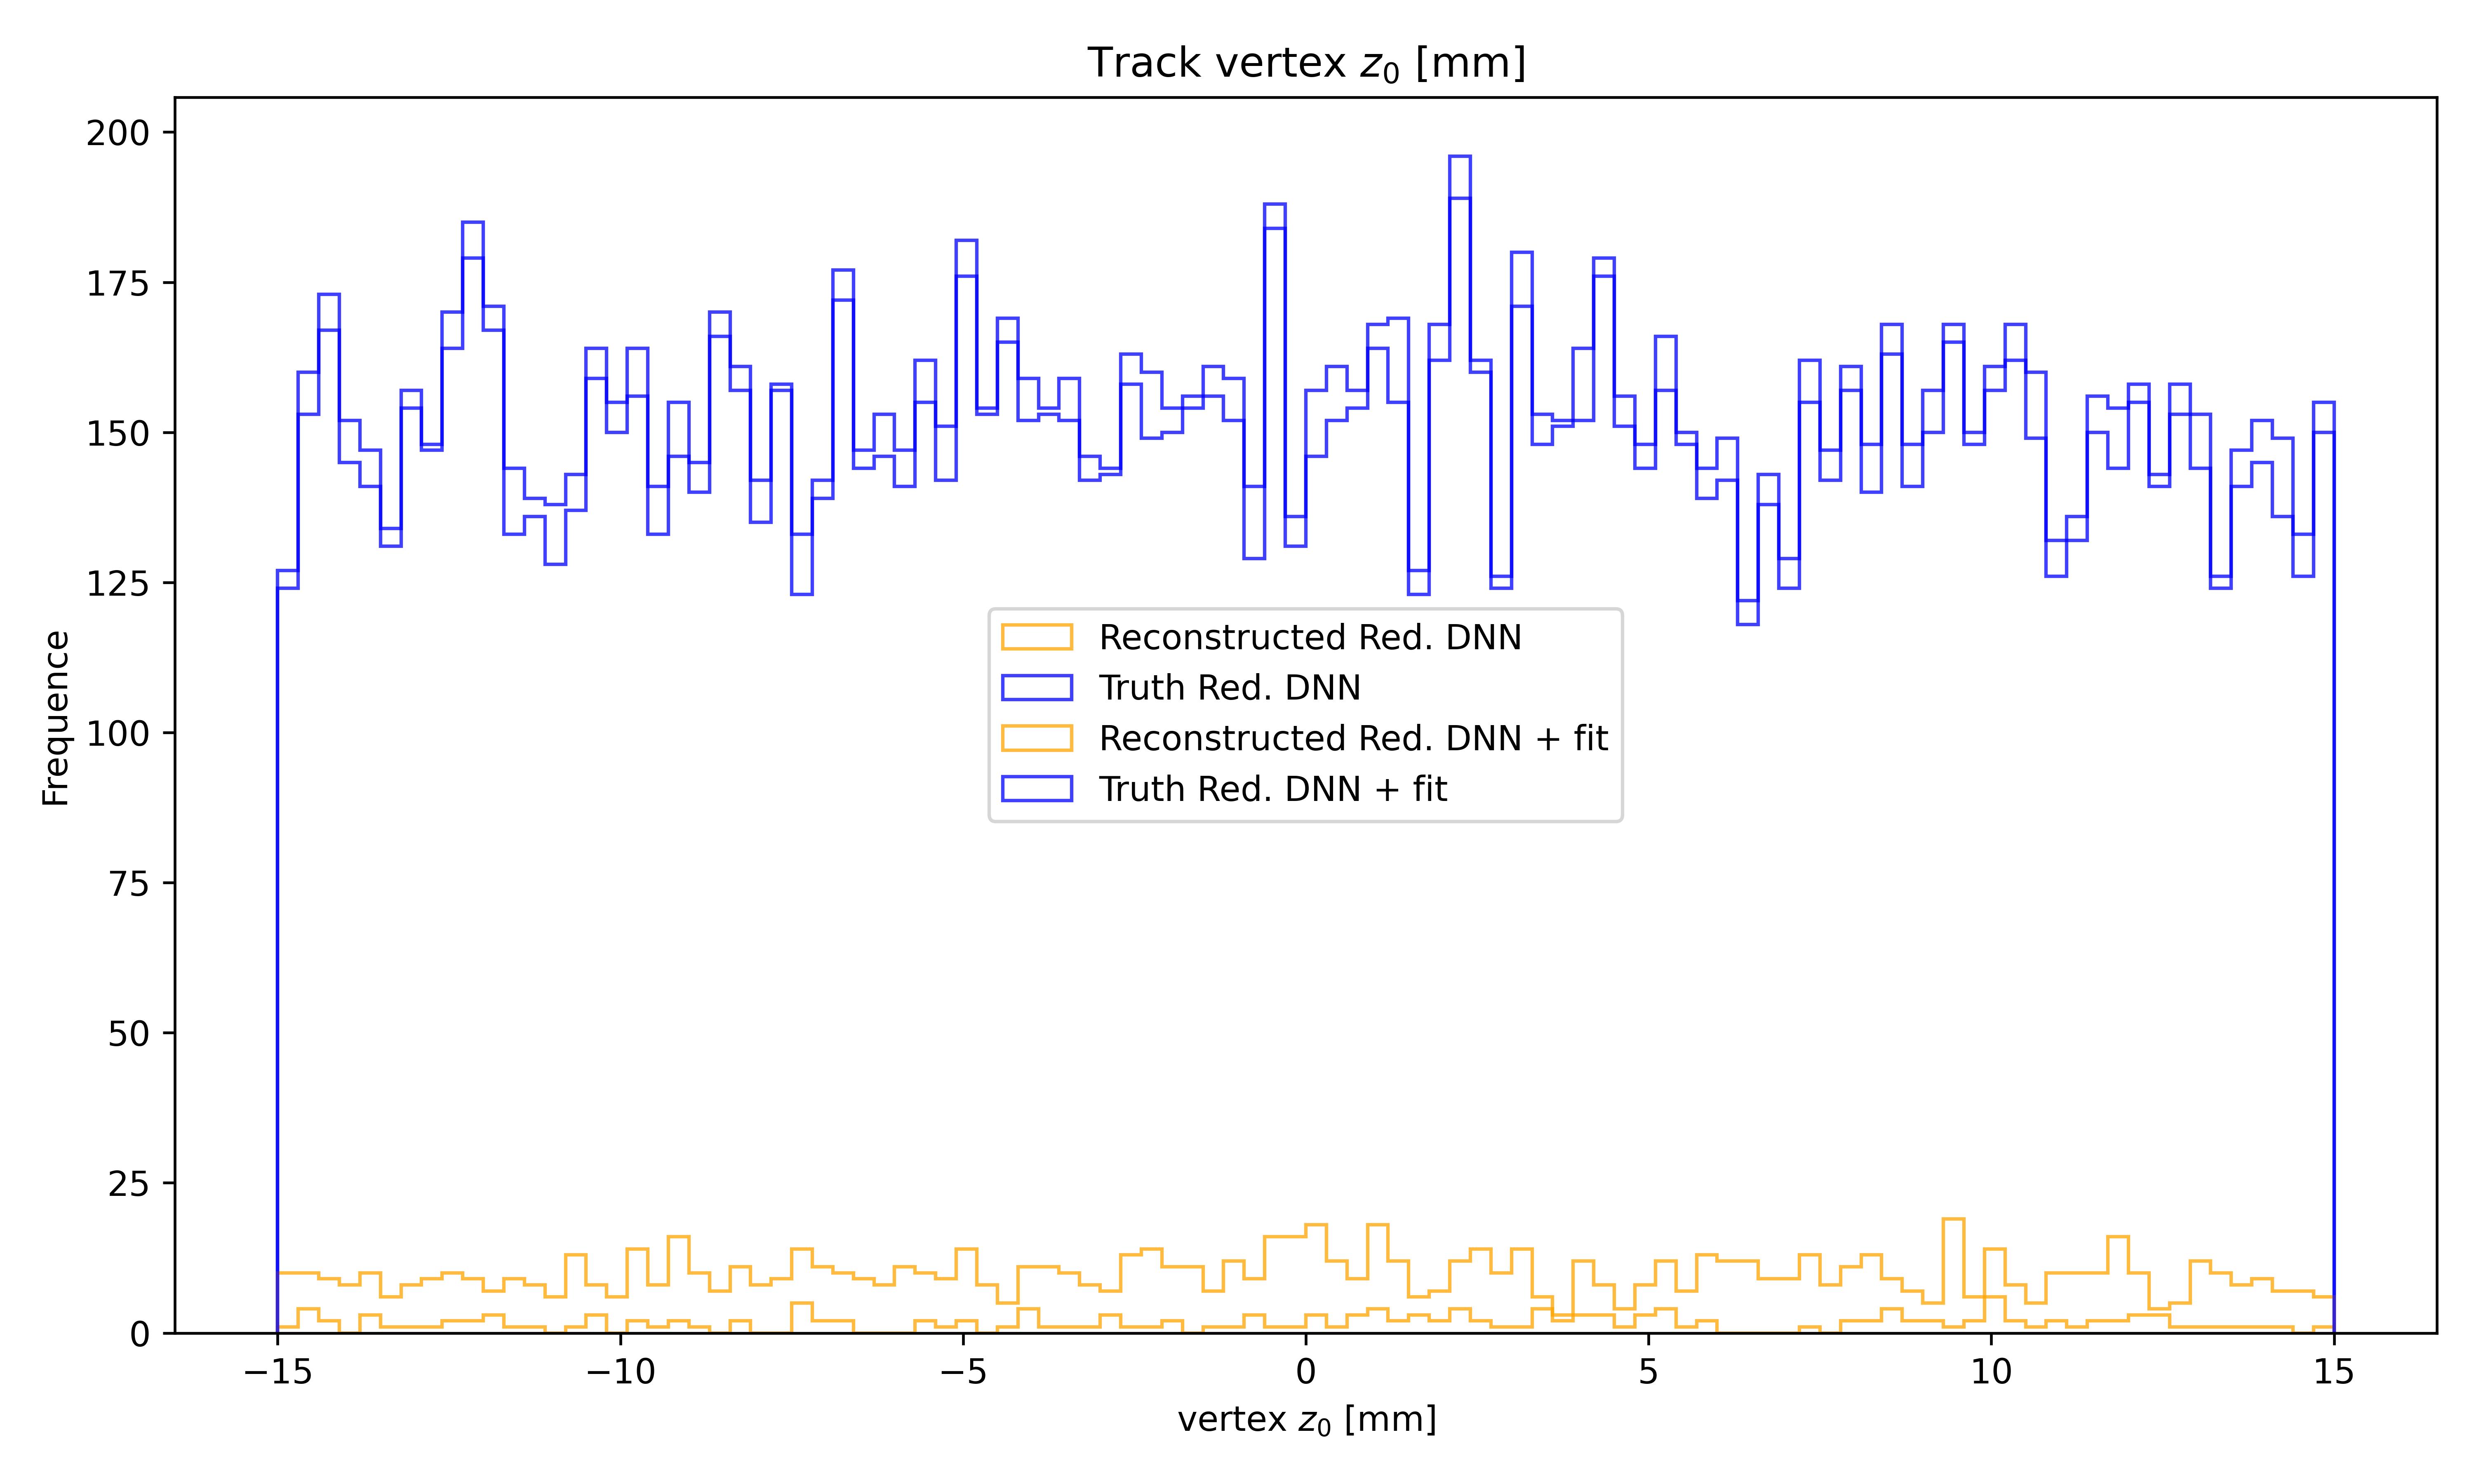 Track vertex z₀ [mm]
200
175
150
125
100
75
50
25
0
Frequence
Reconstructed Red. DNN
Truth Red. DNN
Reconstructed Red. DNN + fit
Truth Red. DNN + fit
−15 −10 −5 0 5 10 15
vertex z₀ [mm]